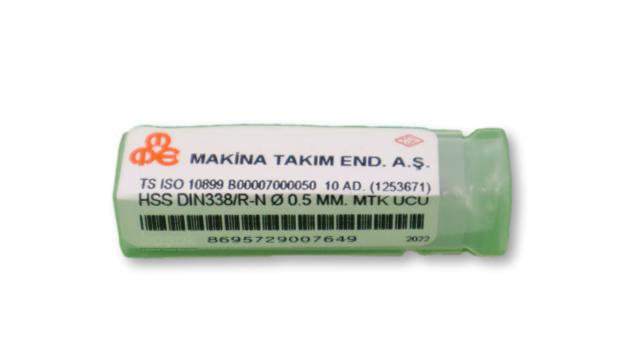 MAKİNA TAKIM END. A.Ş.
TS ISO 10899 B00007000050 10 AD. (1253671)
HSS DIN338/R-N Ø 0.5 MM. MTK UCU
8695729007649
2022